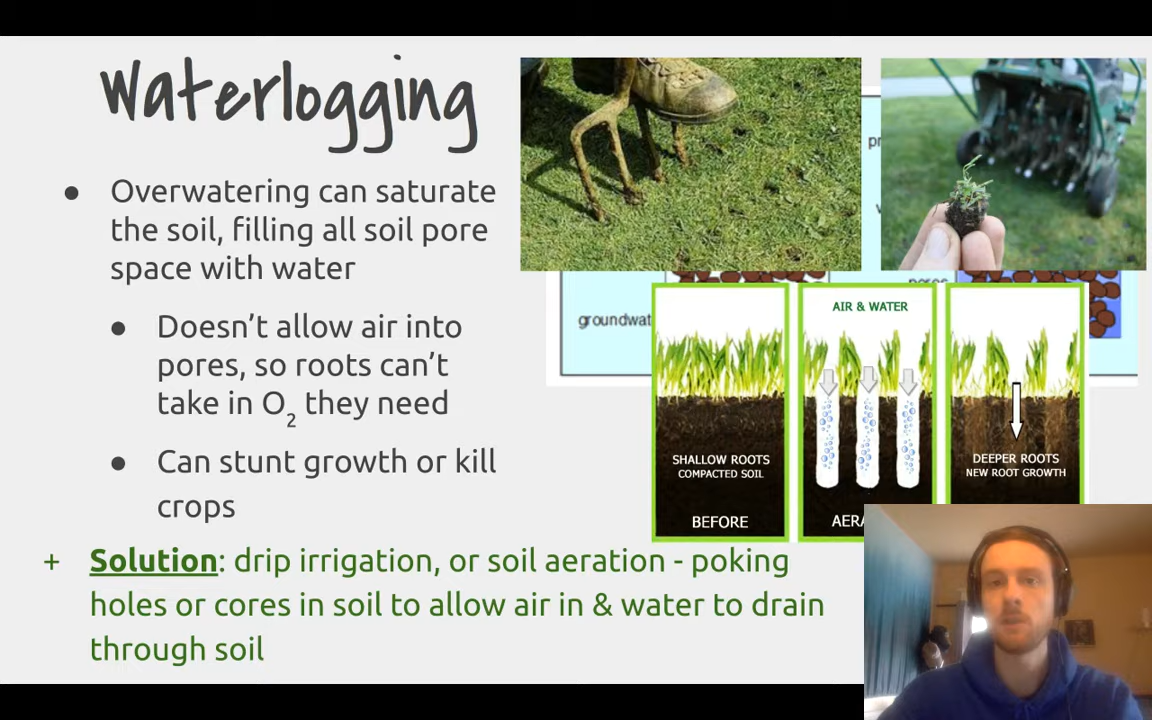 Waterlogging
● Overwatering can saturate
the soil, filling all soil pore
space with water
● Doesn’t allow air into
pores, so roots can’t
take in O2 they need
● Can stunt growth or kill
crops
+ Solution: drip irrigation, or soil aeration - poking
holes or cores in soil to allow air in & water to drain
through soil
groundwat
AIR & WATER
SHALLOW ROOTS
COMPACTED SOIL
BEFORE
AERA
DEEPER ROOTS
NEW ROOT GROWTH